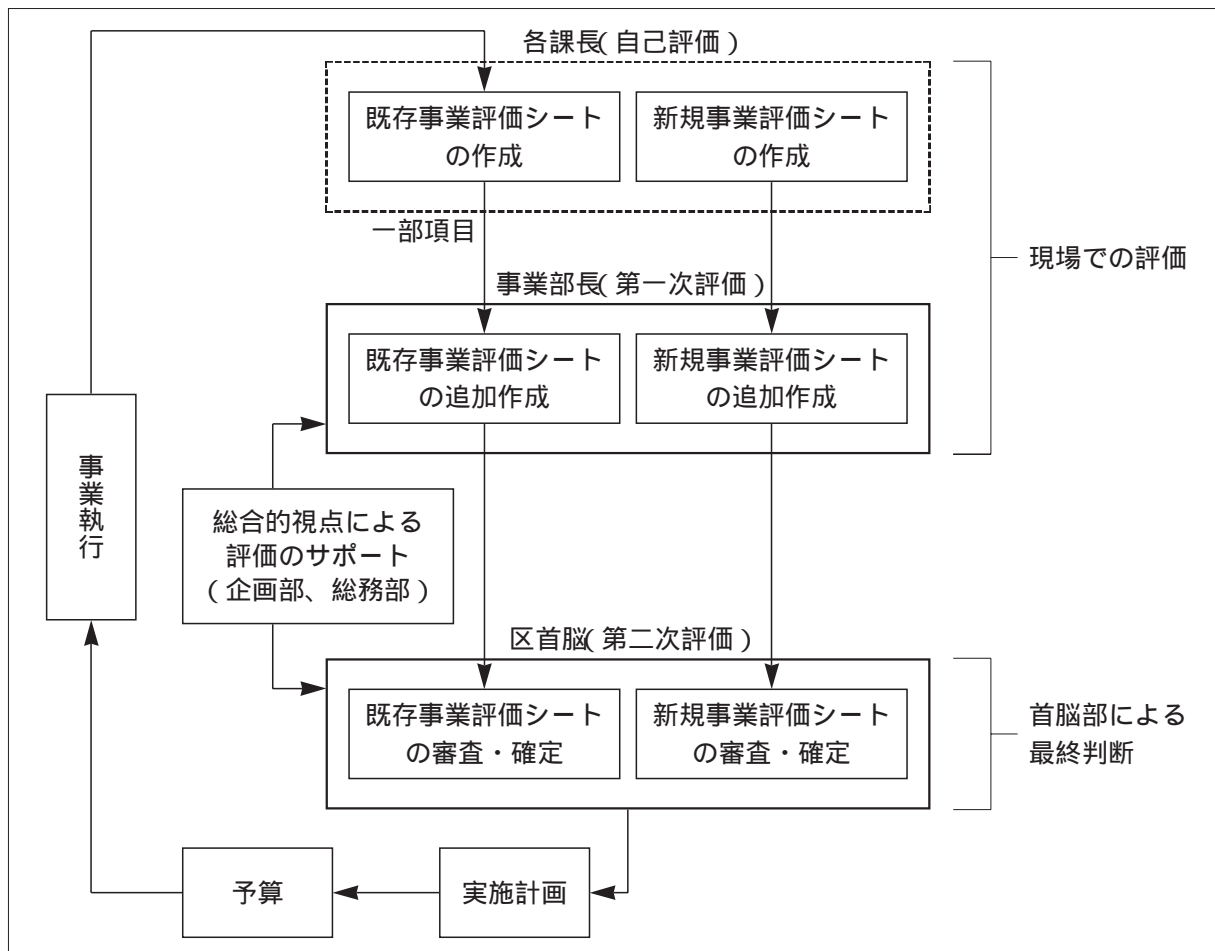 各課長(自己評価)
既存事業評価シート
の作成
新規事業評価シート
の作成
一部項目
現場での評価
事業部長(第一次評価)
既存事業評価シート
の追加作成
新規事業評価シート
の追加作成
事業執行
総合的視点による
評価のサポート
(企画部、総務部)
区首脳(第二次評価)
既存事業評価シート
の審査・確定
新規事業評価シート
の審査・確定
首脳部による
最終判断
予算
実施計画